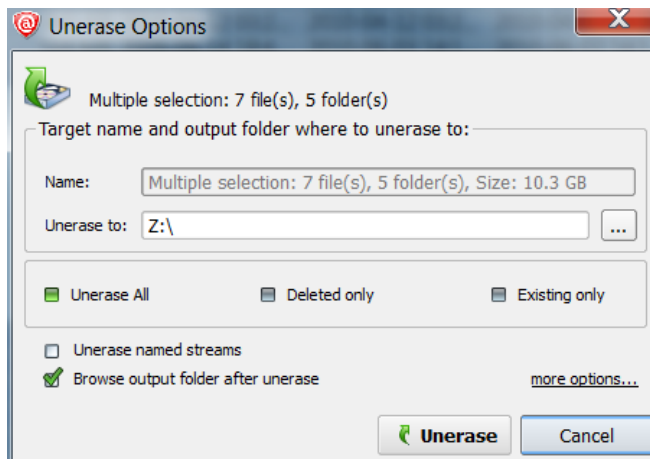 Unerase Options
Multiple selection: 7 file(s), 5 folder(s)
Target name and output folder where to unerase to:
Name: Multiple selection: 7 file(s), 5 folder(s), Size: 10.3 GB
Unerase to: Z:\ ...
Unerase All Deleted only Existing only
Unerase named streams
Browse output folder after unerase more options...
Unerase Cancel